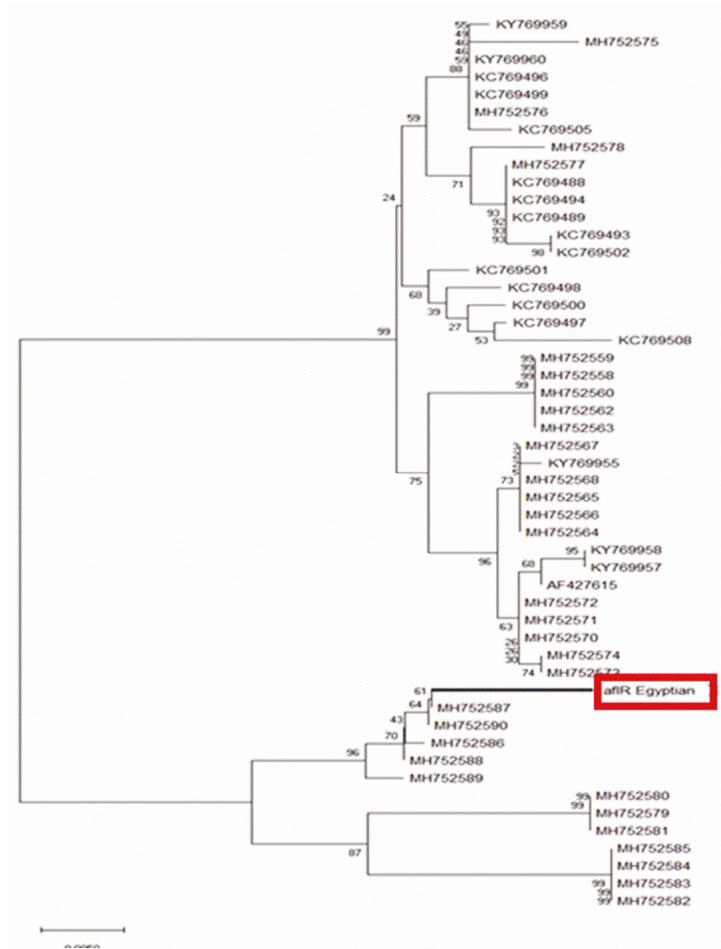 55 KY769959
49
46 MH752575
46
59 KY769960
88 KC769496
KC769499
MH752576
59
KC769505
MH752578
MH752577
71 KC769488
24 KC769494
93 KC769489
92
93 KC769493
93
98 KC769502
KC769501
68 KC769498
39 KC769500
27 KC769497
99 53 KC769508
99 MH752559
99
99 MH752558
99 MH752560
MH752562
MH752563
MH752567
KY769955
75 73 MH752568
MH752565
MH752566
MH752564
95 KY769958
96 68 KY769957
AF427615
MH752572
63 MH752571
MH752570
MH752574
74
61 aflR Egyptian
64 MH752587
43 MH752590
70 MH752586
96 MH752588
MH752589
99 MH752580
99 MH752579
MH752581
87 MH752585
MH752584
99 MH752583
99
99 MH752582